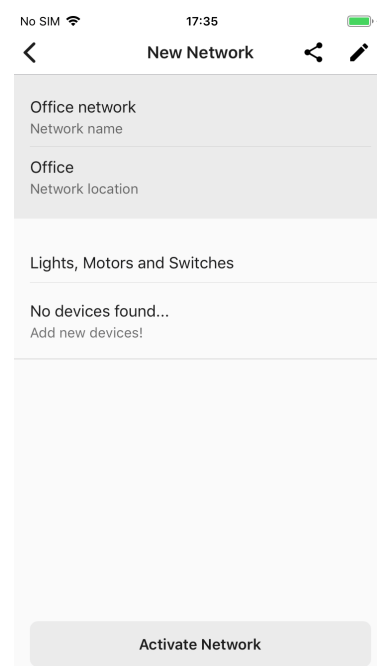 No SIM 17:35
New Network
Office network
Network name
Office
Network location
Lights, Motors and Switches
No devices found...
Add new devices!
Activate Network